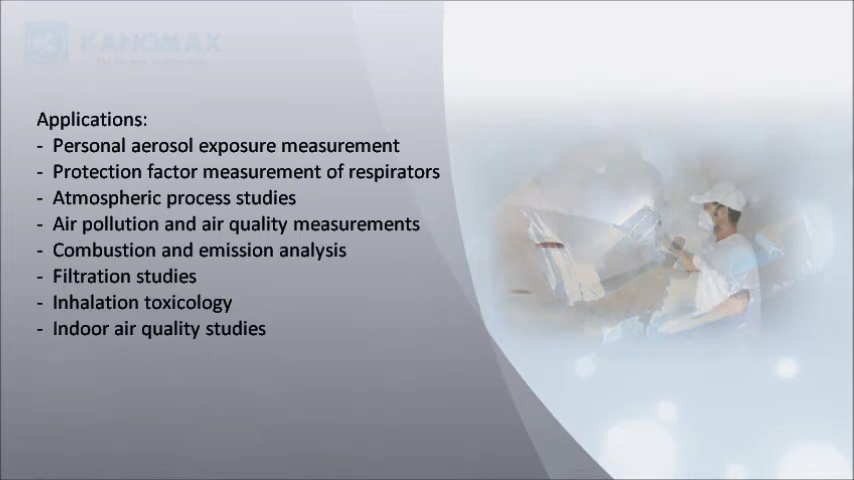 KANOMAX
Applications:
- Personal aerosol exposure measurement
- Protection factor measurement of respirators
- Atmospheric process studies
- Air pollution and air quality measurements
- Combustion and emission analysis
- Filtration studies
- Inhalation toxicology
- Indoor air quality studies